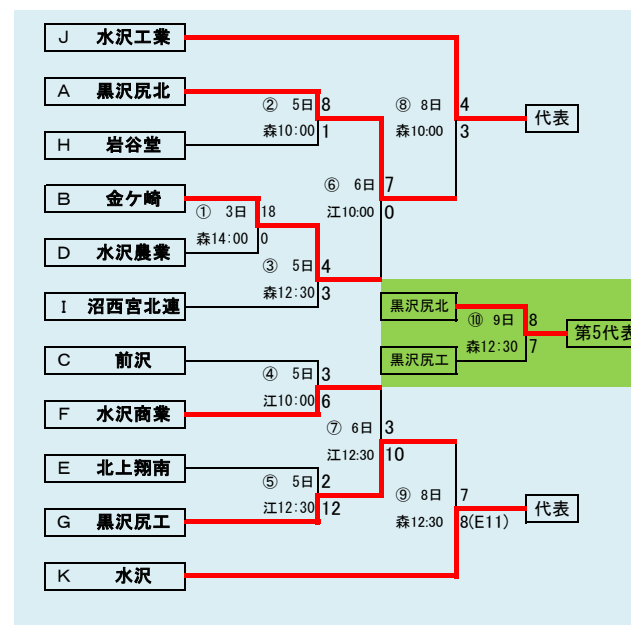 J 水沢工業
A 黒沢尻北
② 5日 8
森10:00 1
H 岩谷堂
⑧ 8日 4
森10:00 3
代表
B 金ケ崎
① 3日 18
森14:00 0
D 水沢農業
⑥ 6日 7
江10:00 0
③ 5日 4
森12:30 3
I 沼西宮北連
黒沢尻北
⑩ 9日 8
森12:30 7
第5代表
黒沢尻工
C 前沢
④ 5日 3
江10:00 6
F 水沢商業
⑦ 6日 3
江12:30 10
E 北上翔南
⑤ 5日 2
江12:30 12
G 黒沢尻工
⑨ 8日 7
森12:30 8(E11)
代表
K 水沢